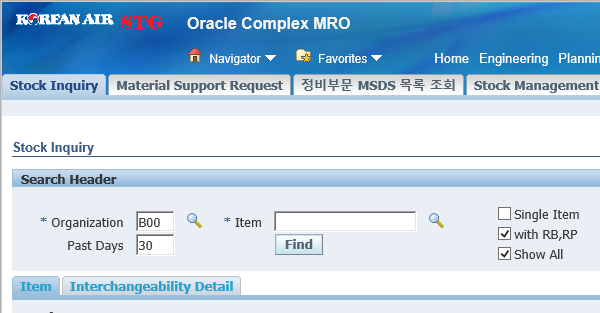 KOREAN AIR STG Oracle Complex MRO
Navigator Favorites Home Engineering Plannin
Stock Inquiry Material Support Request 정비부문 MSDS 목록 조회 Stock Management
Stock Inquiry
Search Header
* Organization B00 * Item Single Item
Past Days 30 Find with RB,RP
Show All
Item Interchangeability Detail